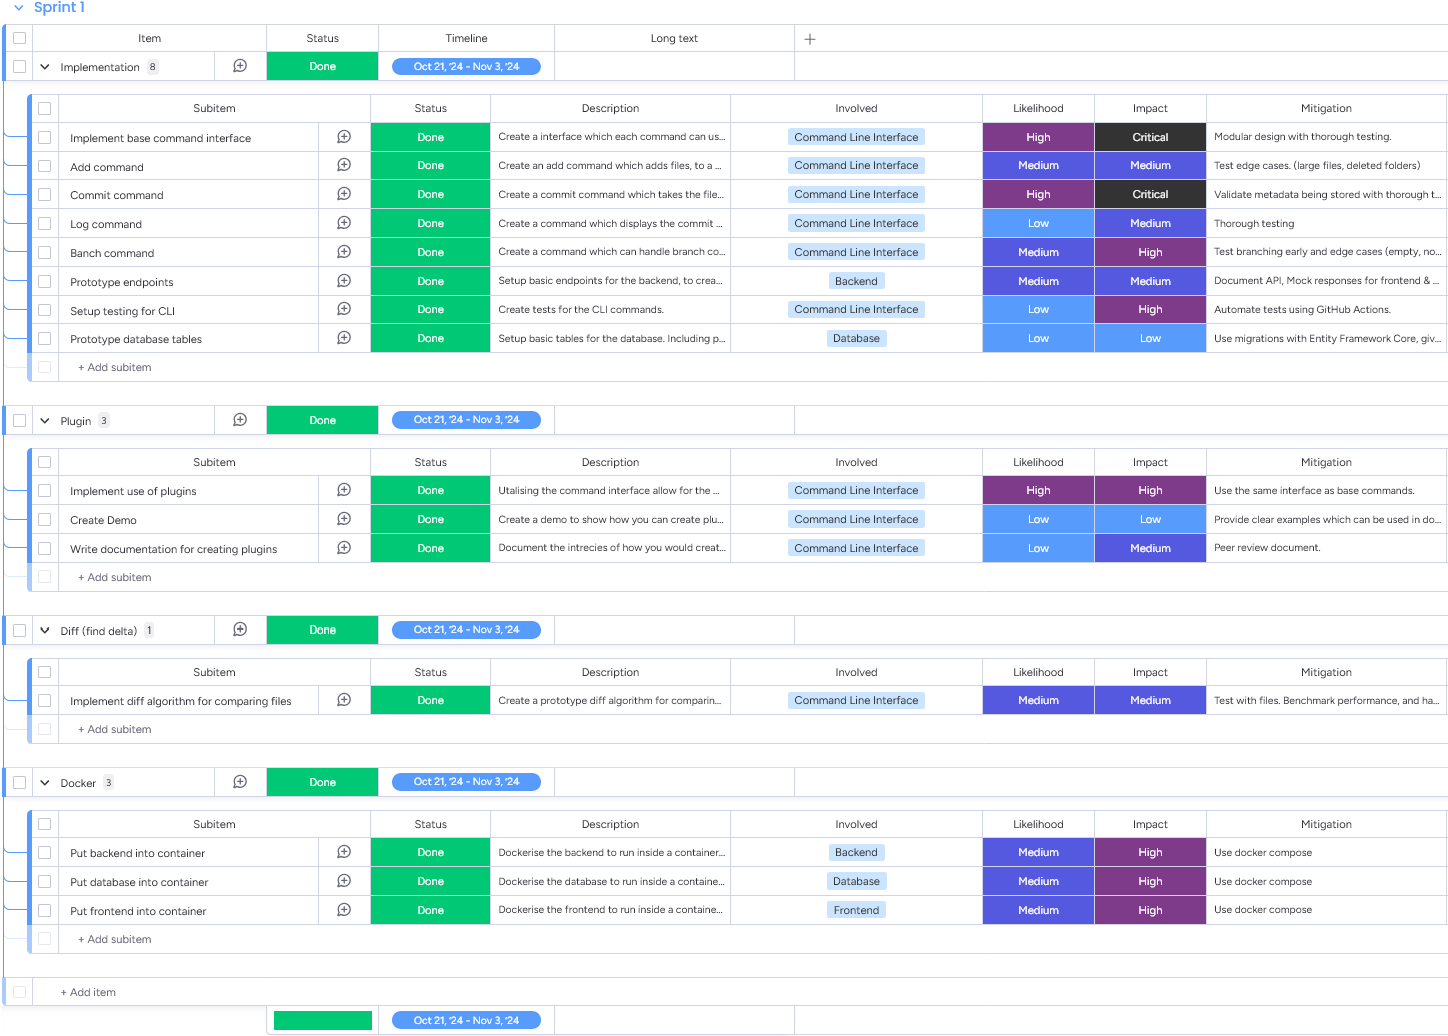 Sprint 1
Item Status Timeline Long text +
Implementation 8 Done Oct 21, '24 - Nov 3, '24
Subitem Status Description Involved Likelihood Impact Mitigation
Implement base command interface Done Create a interface which each command can us... Command Line Interface High Critical Modular design with thorough testing.
Add command Done Create an add command which adds files, to a ... Command Line Interface Medium Medium Test edge cases. (large files, deleted folders)
Commit command Done Create a commit command which takes the file... Command Line Interface High Critical Validate metadata being stored with thorough t...
Log command Done Create a command which displays the commit ... Command Line Interface Low Medium Thorough testing
Banch command Done Create a command which can handle branch co... Command Line Interface Medium High Test branching early and edge cases (empty, no...
Prototype endpoints Done Setup basic endpoints for the backend, to crea... Backend Medium Medium Document API, Mock responses for frontend & ...
Setup testing for CLI Done Create tests for the CLI commands. Command Line Interface Low High Automate tests using GitHub Actions.
Prototype database tables Done Setup basic tables for the database. Including p... Database Low Low Use migrations with Entity Framework Core, giv...
+ Add subitem
Plugin 3 Done Oct 21, '24 - Nov 3, '24
Subitem Status Description Involved Likelihood Impact Mitigation
Implement use of plugins Done Utalising the command interface allow for the ... Command Line Interface High High Use the same interface as base commands.
Create Demo Done Create a demo to show how you can create plu... Command Line Interface Low Low Provide clear examples which can be used in do...
Write documentation for creating plugins Done Document the intrecies of how you would creat... Command Line Interface Low Medium Peer review document.
+ Add subitem
Diff (find delta) 1 Done Oct 21, '24 - Nov 3, '24
Subitem Status Description Involved Likelihood Impact Mitigation
Implement diff algorithm for comparing files Done Create a prototype diff algorithm for comparin... Command Line Interface Medium Medium Test with files. Benchmark performance, and ha...
+ Add subitem
Docker 3 Done Oct 21, '24 - Nov 3, '24
Subitem Status Description Involved Likelihood Impact Mitigation
Put backend into container Done Dockerise the backend to run inside a container... Backend Medium High Use docker compose
Put database into container Done Dockerise the database to run inside a containe... Database Medium High Use docker compose
Put frontend into container Done Dockerise the frontend to run inside a containe... Frontend Medium High Use docker compose
+ Add subitem
+ Add item
Oct 21, '24 - Nov 3, '24